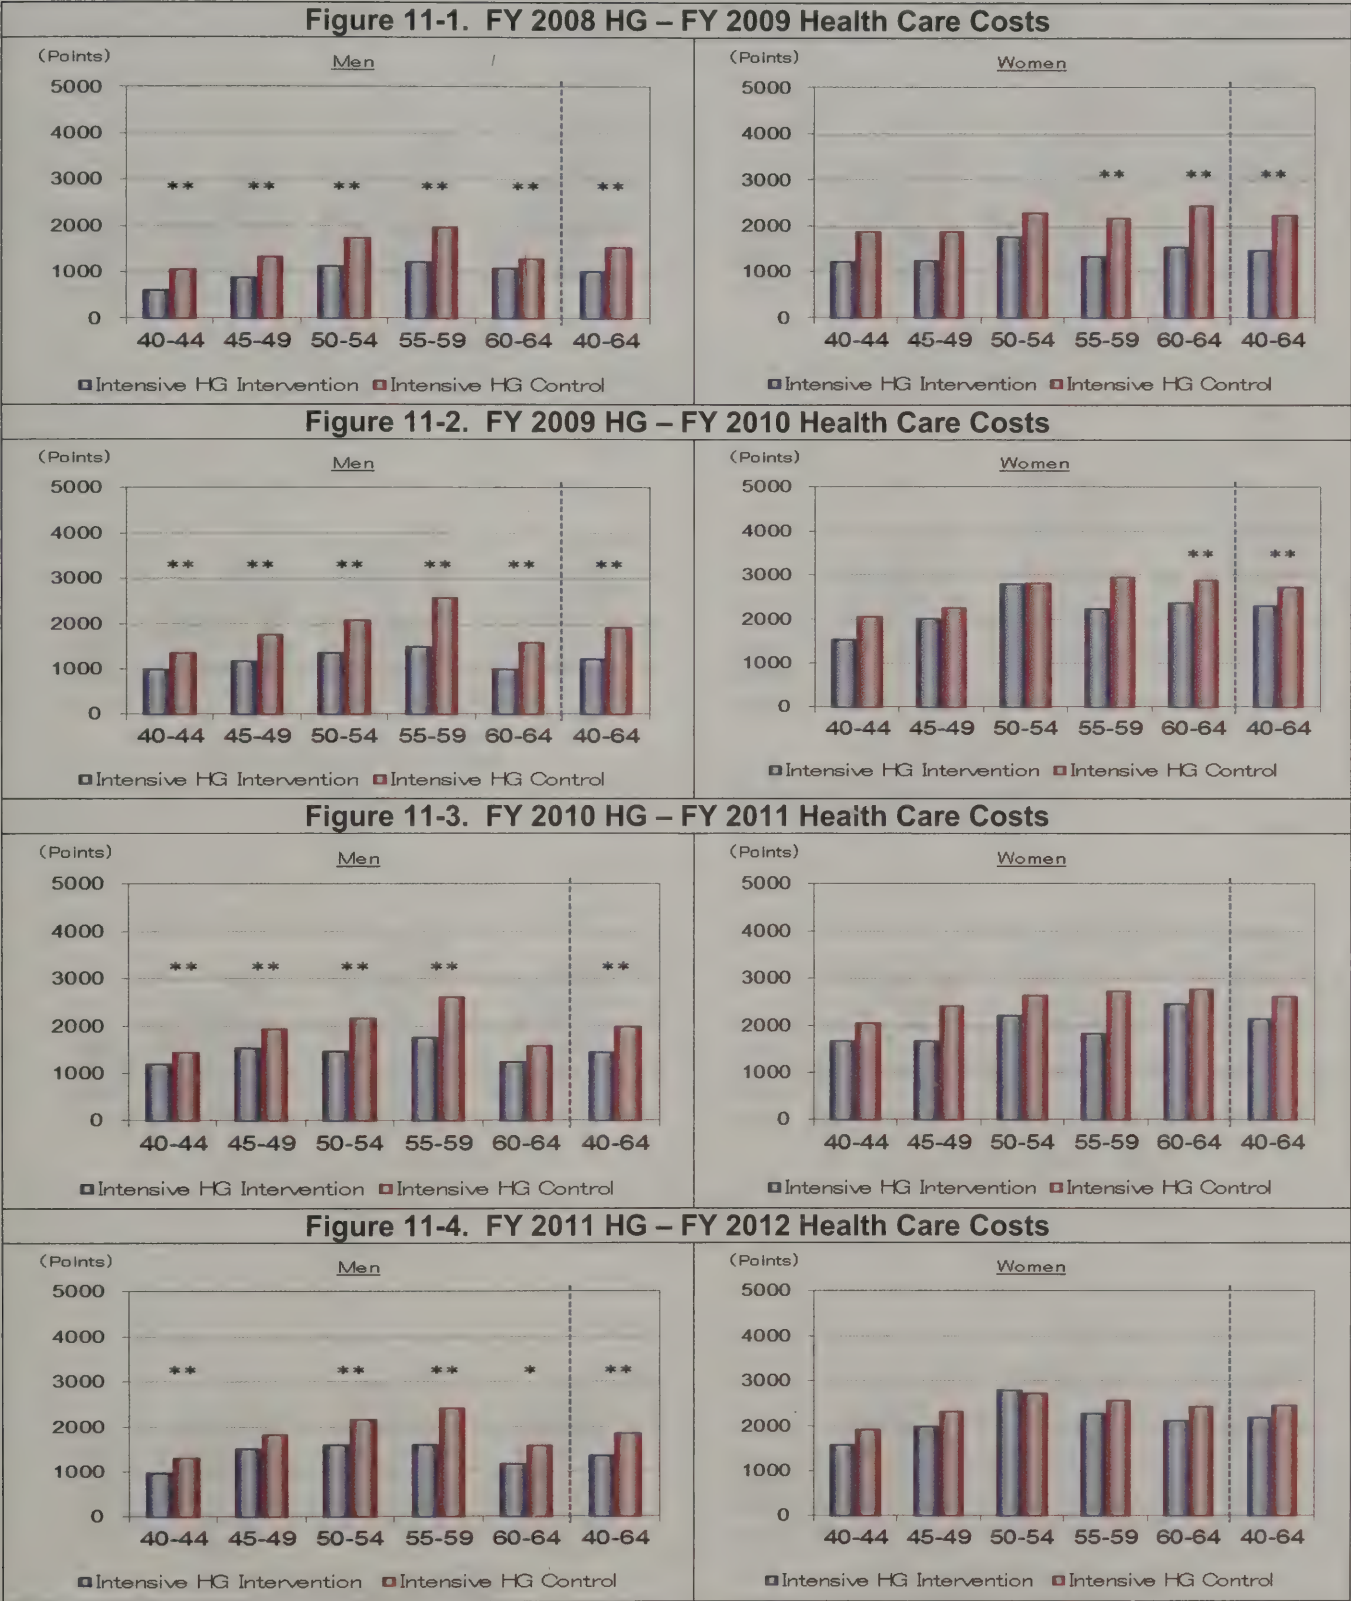 Figure 11-1. FY 2008 HG – FY 2009 Health Care Costs
(Points)
Men
5000
4000
3000
2000
1000
0
** ** ** ** ** **
40-44 45-49 50-54 55-59 60-64 40-64
Intensive HG Intervention Intensive HG Control
(Points)
Women
5000
4000
3000
2000
1000
0
** ** **
40-44 45-49 50-54 55-59 60-64 40-64
Intensive HG Intervention Intensive HG Control
Figure 11-2. FY 2009 HG – FY 2010 Health Care Costs
(Points)
Men
5000
4000
3000
2000
1000
0
** ** ** ** ** **
40-44 45-49 50-54 55-59 60-64 40-64
Intensive HG Intervention Intensive HG Control
(Points)
Women
5000
4000
3000
2000
1000
0
** **
40-44 45-49 50-54 55-59 60-64 40-64
Intensive HG Intervention Intensive HG Control
Figure 11-3. FY 2010 HG – FY 2011 Health Care Costs
(Points)
Men
5000
4000
3000
2000
1000
0
** ** ** ** **
40-44 45-49 50-54 55-59 60-64 40-64
Intensive HG Intervention Intensive HG Control
(Points)
Women
5000
4000
3000
2000
1000
0
40-44 45-49 50-54 55-59 60-64 40-64
Intensive HG Intervention Intensive HG Control
Figure 11-4. FY 2011 HG – FY 2012 Health Care Costs
(Points)
Men
5000
4000
3000
2000
1000
0
** ** ** * **
40-44 45-49 50-54 55-59 60-64 40-64
Intensive HG Intervention Intensive HG Control
(Points)
Women
5000
4000
3000
2000
1000
0
40-44 45-49 50-54 55-59 60-64 40-64
Intensive HG Intervention Intensive HG Control